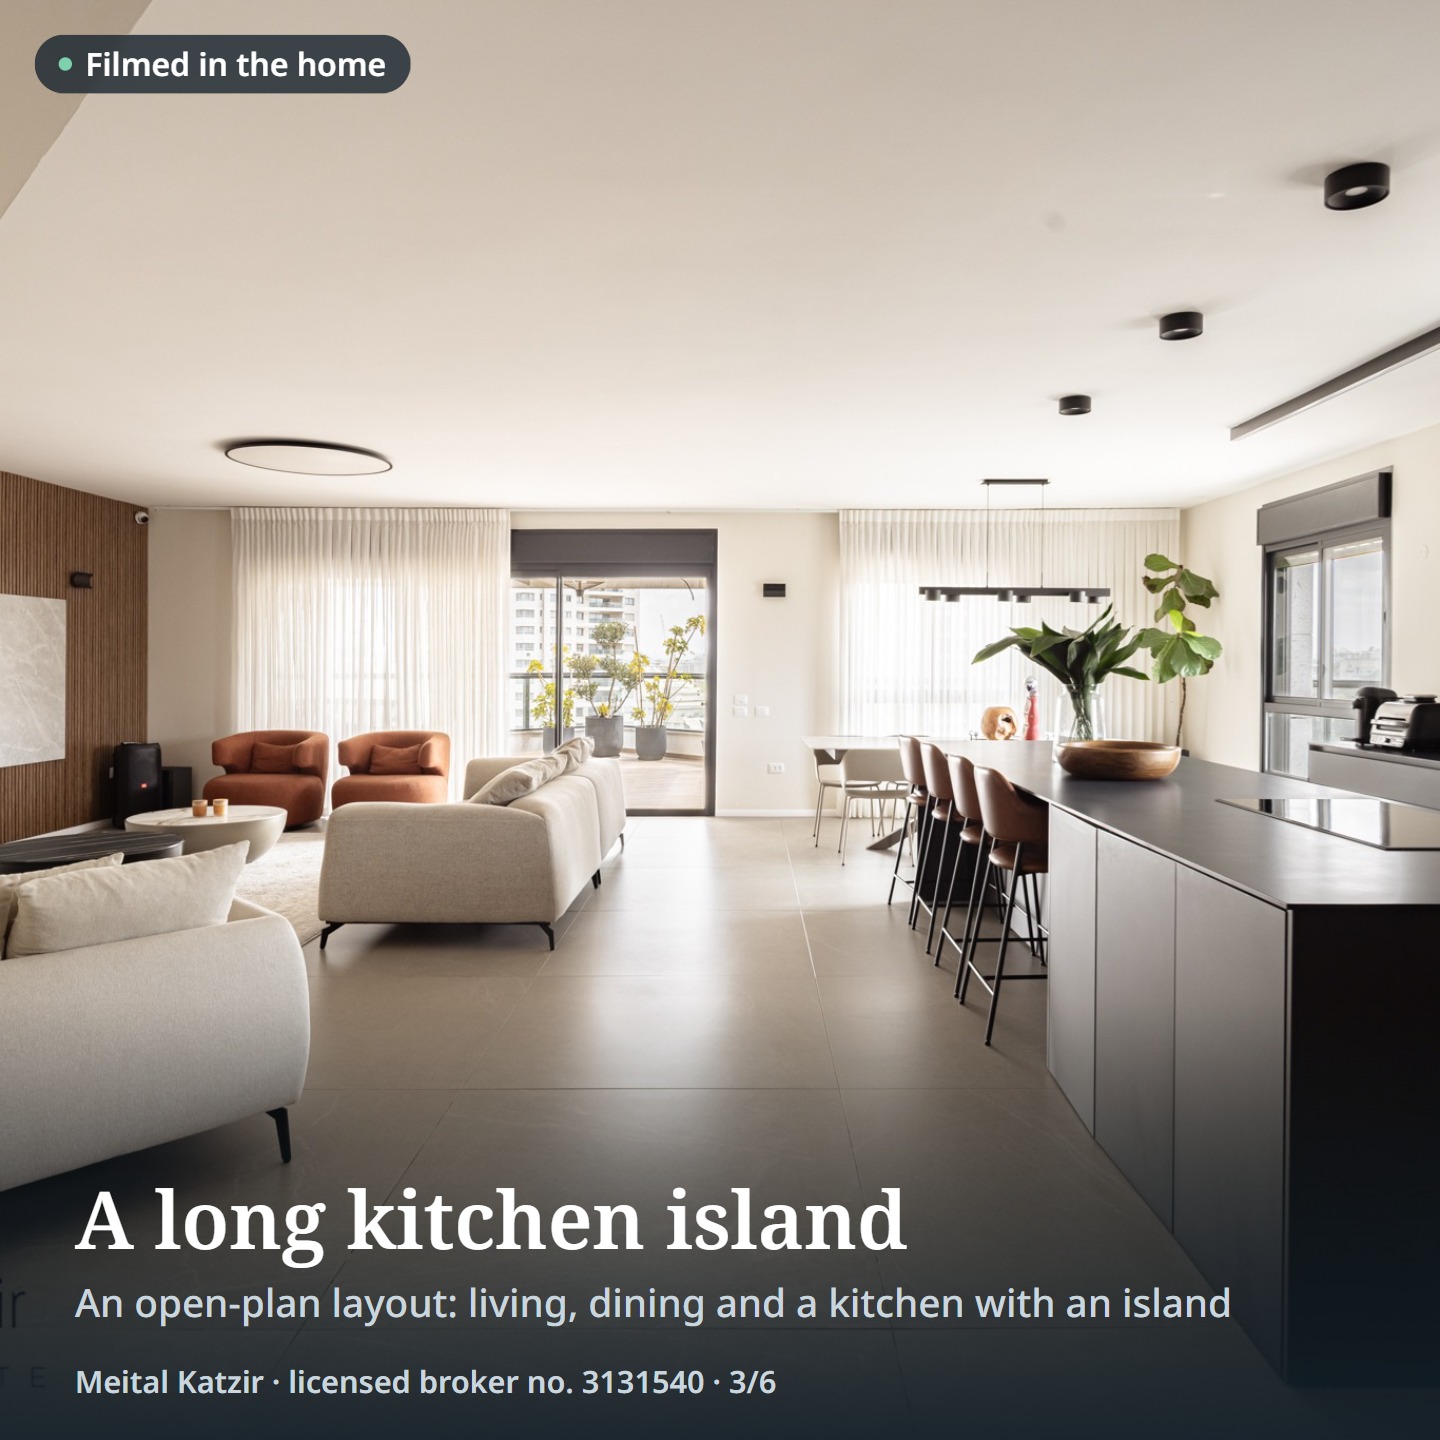 Filmed in the home
A long kitchen island
An open-plan layout: living, dining and a kitchen with an island
Meital Katzir · licensed broker no. 3131540 · 3/6